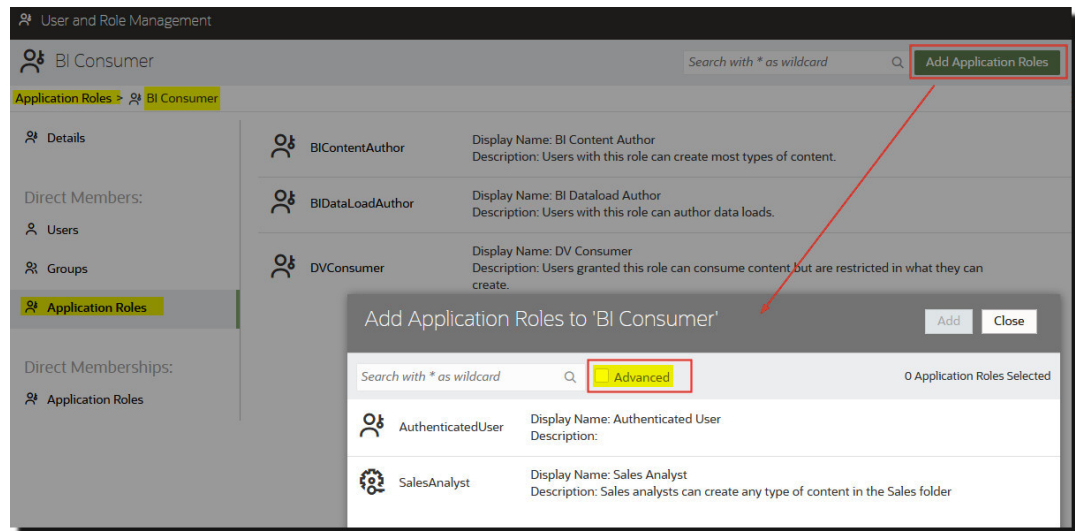 User and Role Management
BI Consumer
Search with * as wildcard
Add Application Roles
Application Roles > BI Consumer
Details
Direct Members:
Users
Groups
Application Roles
Direct Memberships:
Application Roles
BIContentAuthor
Display Name: BI Content Author
Description: Users with this role can create most types of content.
BIDataLoadAuthor
Display Name: BI Dataload Author
Description: Users with this role can author data loads.
DVConsumer
Display Name: DV Consumer
Description: Users granted this role can consume content but are restricted in what they can
create.
Add Application Roles to 'BI Consumer'
Add
Close
Search with * as wildcard
Advanced
0 Application Roles Selected
AuthenticatedUser
Display Name: Authenticated User
Description:
SalesAnalyst
Display Name: Sales Analyst
Description: Sales analysts can create any type of content in the Sales folder